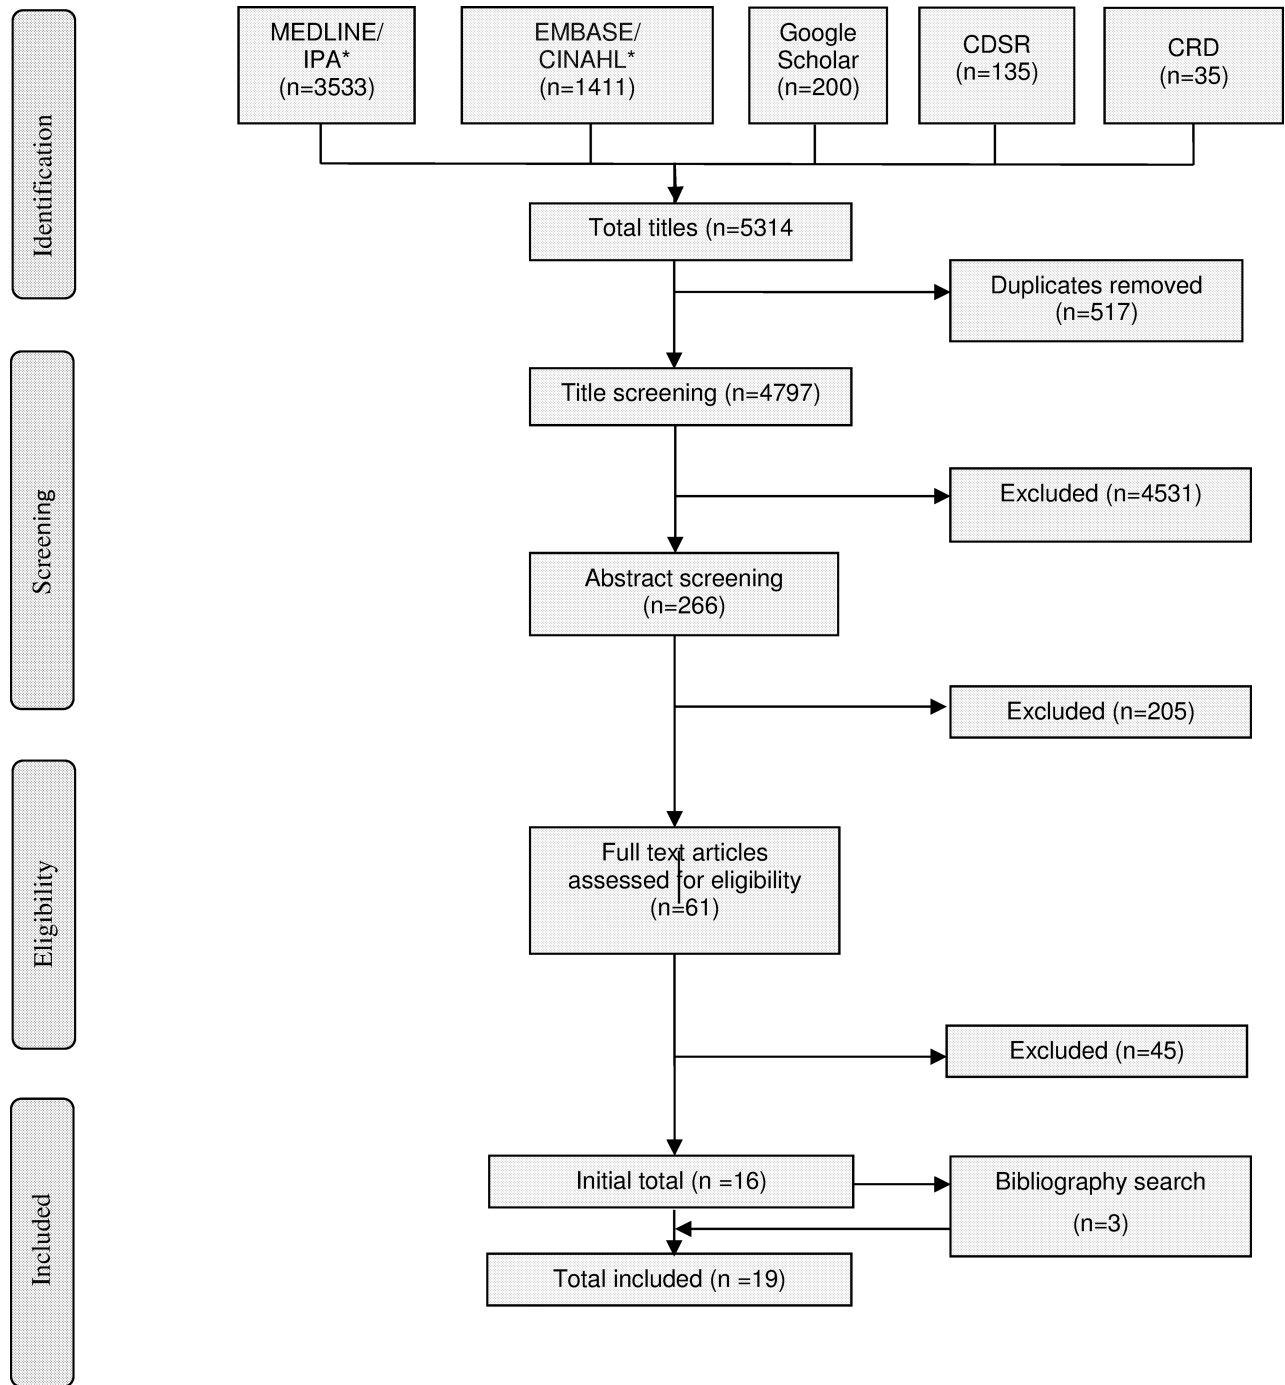 MEDLINE/
IPA*
(n=3533)
EMBASE/
CINAHL*
(n=1411)
Google
Scholar
(n=200)
CDSR
(n=135)
CRD
(n=35)
Identification
Total titles (n=5314
Duplicates removed
(n=517)
Title screening (n=4797)
Screening
Excluded (n=4531)
Abstract screening
(n=266)
Excluded (n=205)
Eligibility
Full text articles
assessed for eligibility
(n=61)
Excluded (n=45)
Included
Initial total (n =16)
Bibliography search
(n=3)
Total included (n =19)